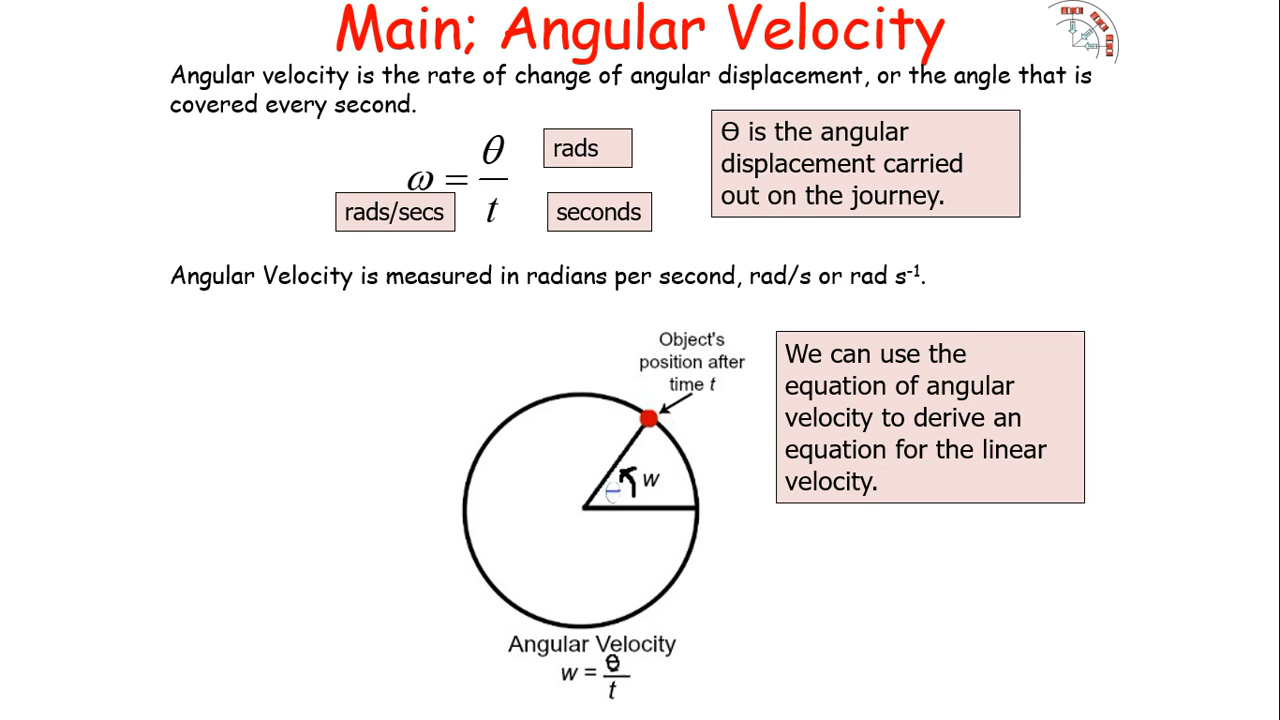 Main; Angular Velocity
Angular velocity is the rate of change of angular displacement, or the angle that is
covered every second.
ω = θ / t
rads
rads/secs
seconds
Ɵ is the angular
displacement carried
out on the journey.
Angular Velocity is measured in radians per second, rad/s or rad s⁻¹.
Object's
position after
time t
w
θ
We can use the
equation of angular
velocity to derive an
equation for the linear
velocity.
Angular Velocity
w = θ / t